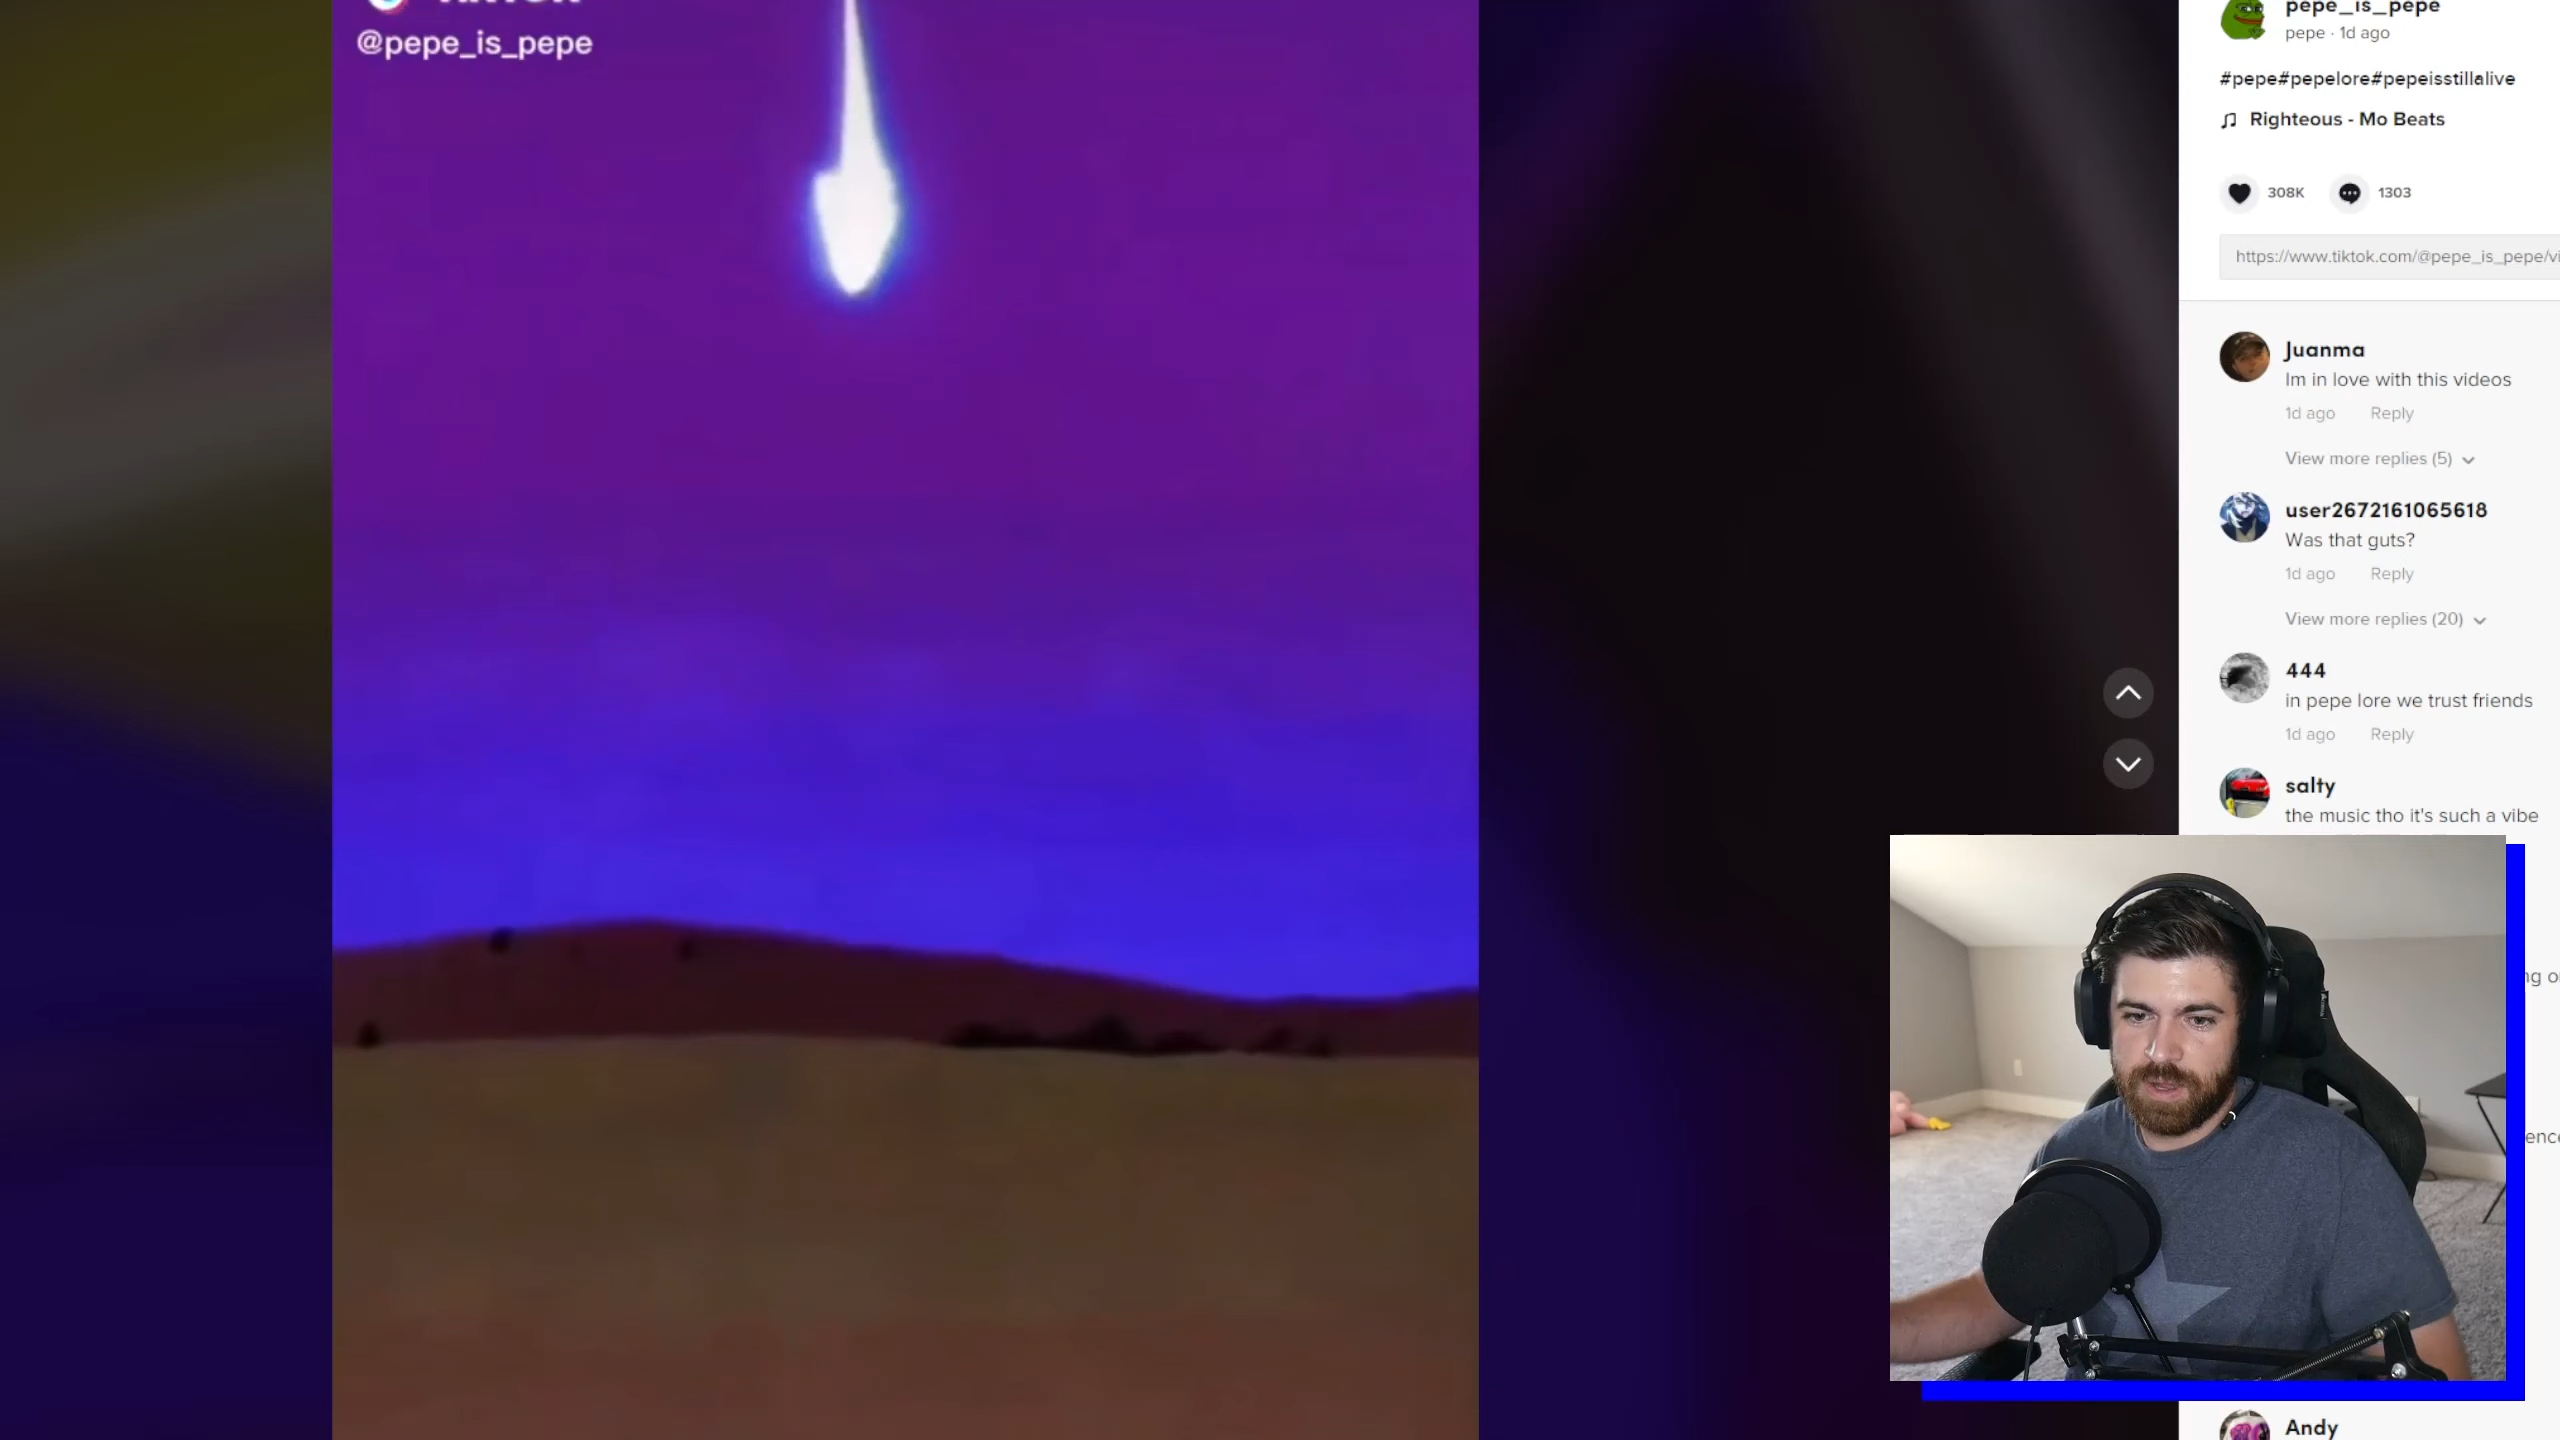 @pepe_is_pepe
pepe_is_pepe
pepe · 1d ago
#pepe#pepelore#pepeisstillalive
Righteous - Mo Beats
308K
1303
https://www.tiktok.com/@pepe_is_pepe/vi
Juanma
Im in love with this videos
1d ago Reply
View more replies (5)
user2672161065618
Was that guts?
1d ago Reply
View more replies (20)
444
in pepe lore we trust friends
1d ago Reply
salty
the music tho it's such a vibe
Andy